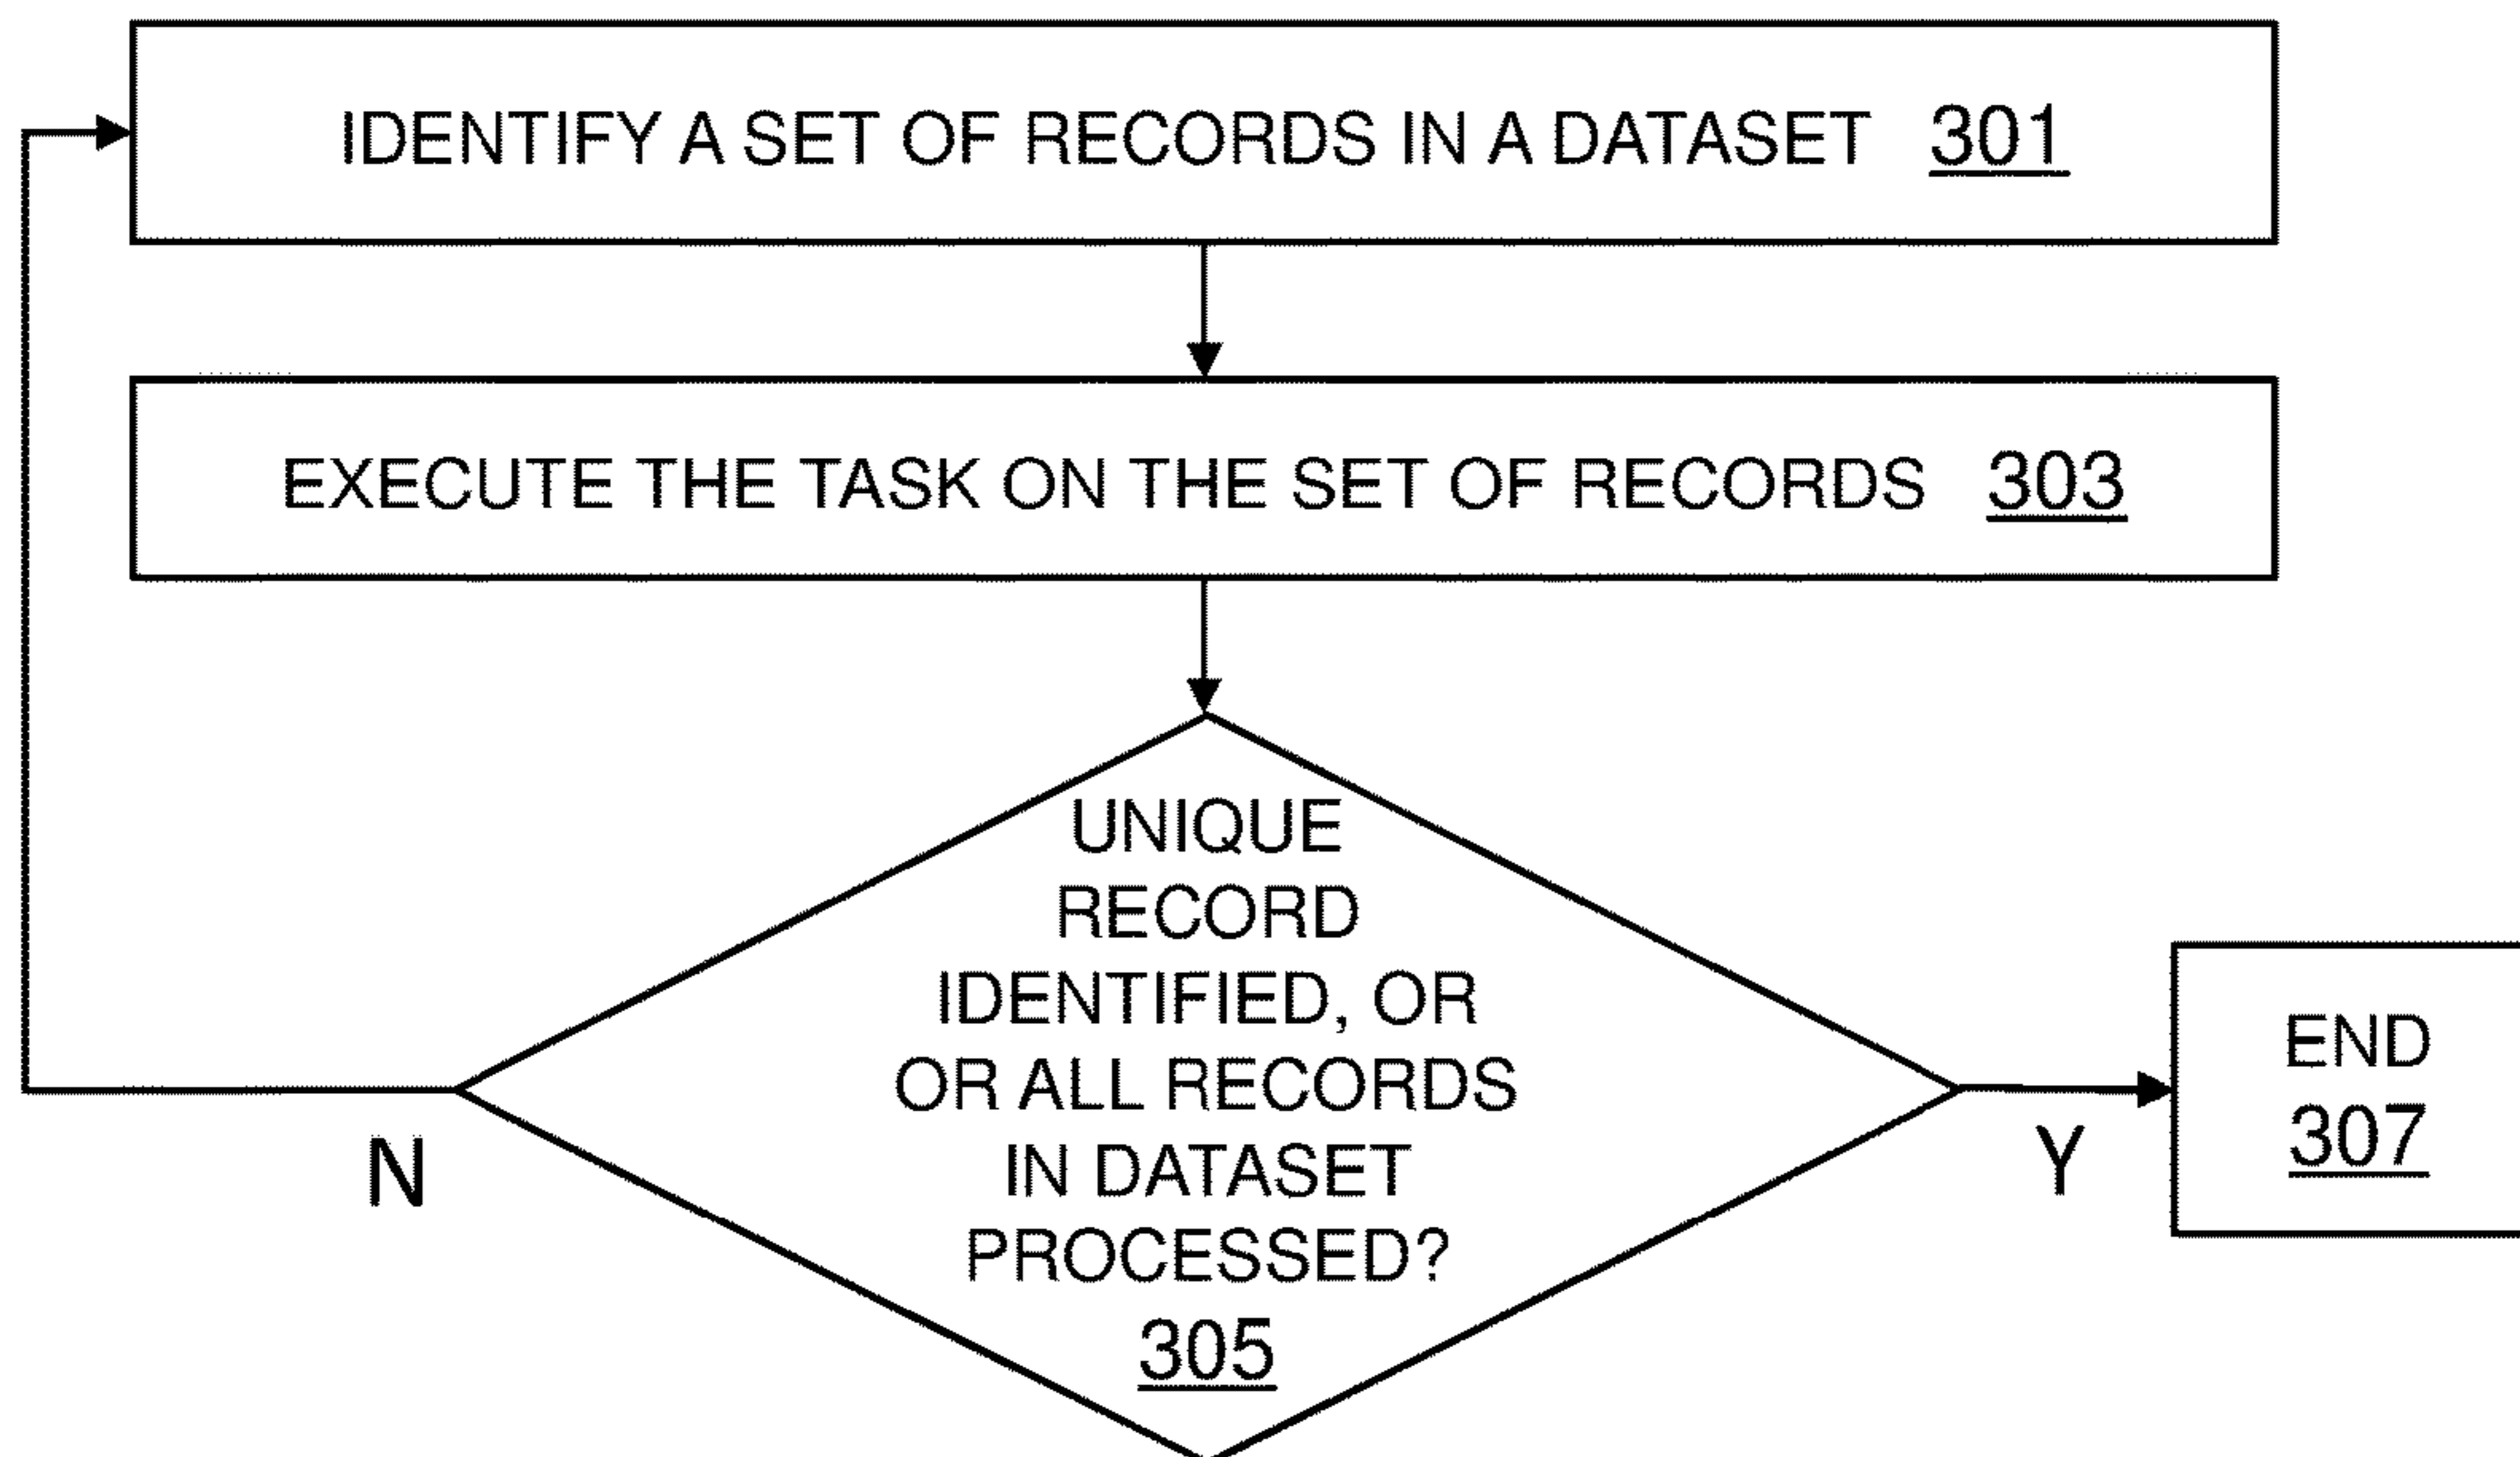 IDENTIFY A SET OF RECORDS IN A DATASET 301
EXECUTE THE TASK ON THE SET OF RECORDS 303
UNIQUE
RECORD
IDENTIFIED, OR
OR ALL RECORDS
IN DATASET
PROCESSED?
305
N
Y
END
307